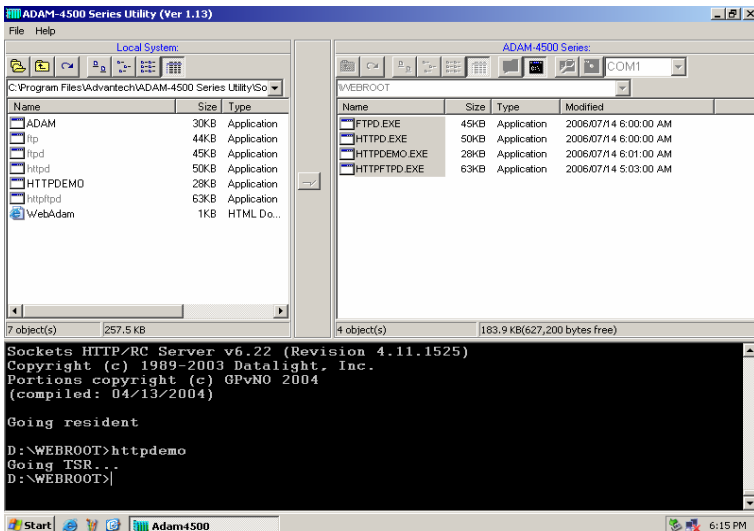 ADAM-4500 Series Utility (Ver 1.13)
File Help
Local System:
C:\Program Files\Advantech\ADAM-4500 Series Utility\So
Name Size Type
ADAM 30KB Application
ftp 44KB Application
ftpd 45KB Application
httpd 50KB Application
HTTPDEMO 28KB Application
httpftpd 63KB Application
WebAdam 1KB HTML Do...
7 object(s) 257.5 KB
ADAM-4500 Series:
COM1
\WEBROOT
Name Size Type Modified
FTPD.EXE 45KB Application 2006/07/14 6:00:00 AM
HTTPD.EXE 50KB Application 2006/07/14 6:00:00 AM
HTTPDEMO.EXE 28KB Application 2006/07/14 6:01:00 AM
HTTPFTPD.EXE 63KB Application 2006/07/14 5:03:00 AM
4 object(s) 183.9 KB(627,200 bytes free)
Sockets HTTP/RC Server v6.22 (Revision 4.11.1525)
Copyright (c) 1989-2003 Datalight, Inc.
Portions copyright (c) GPvNO 2004
(compiled: 04/13/2004)
Going resident
D:\WEBROOT>httpdemo
Going TSR...
D:\WEBROOT>
Start Adam4500 6:15 PM